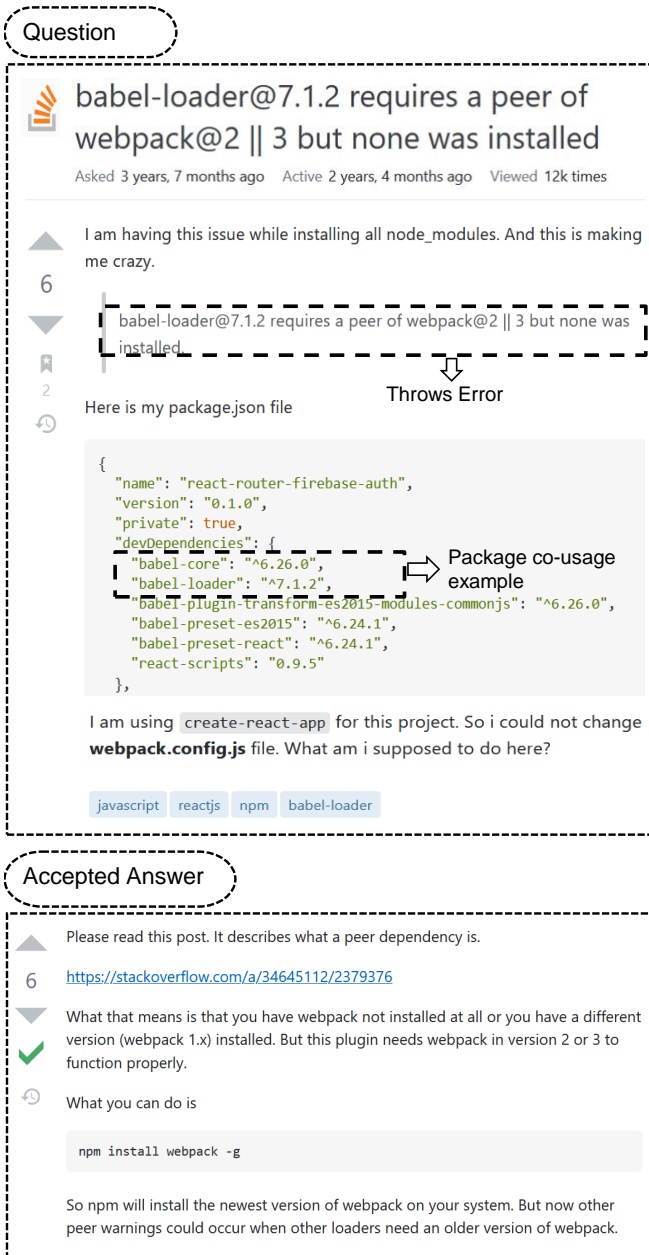 Question
babel-loader@7.1.2 requires a peer of
webpack@2 || 3 but none was installed
Asked 3 years, 7 months ago Active 2 years, 4 months ago Viewed 12k times
I am having this issue while installing all node_modules. And this is making
me crazy.
6
babel-loader@7.1.2 requires a peer of webpack@2 || 3 but none was
installed.
2
Throws Error
Here is my package.json file
{
"name": "react-router-firebase-auth",
"version": "0.1.0",
"private": true,
"devDependencies": {
"babel-core": "^6.26.0",
"babel-loader": "^7.1.2",
Package co-usage
example
"babel-plugin-transform-es2015-modules-commonjs": "^6.26.0",
"babel-preset-es2015": "^6.24.1",
"babel-preset-react": "^6.24.1",
"react-scripts": "0.9.5"
},
I am using create-react-app for this project. So i could not change
webpack.config.js file. What am i supposed to do here?
javascript reactjs npm babel-loader
Accepted Answer
Please read this post. It describes what a peer dependency is.
6
https://stackoverflow.com/a/34645112/2379376
What that means is that you have webpack not installed at all or you have a different
version (webpack 1.x) installed. But this plugin needs webpack in version 2 or 3 to
function properly.
What you can do is
npm install webpack -g
So npm will install the newest version of webpack on your system. But now other
peer warnings could occur when other loaders need an older version of webpack.